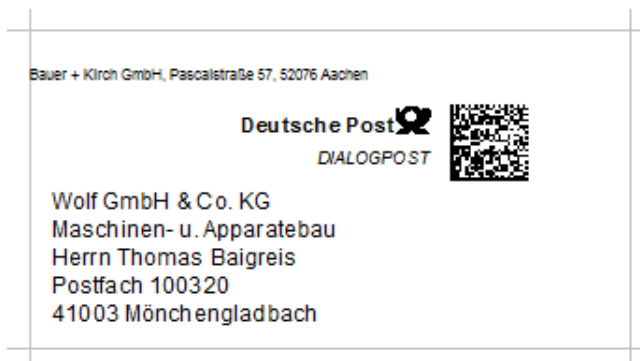 Bauer + Kirch GmbH, Pascalstraße 57, 52076 Aachen
Deutsche Post
DIALOGPOST
Wolf GmbH & Co. KG
Maschinen- u. Apparatebau
Herrn Thomas Baigreis
Postfach 100320
41003 Mönchengladbach